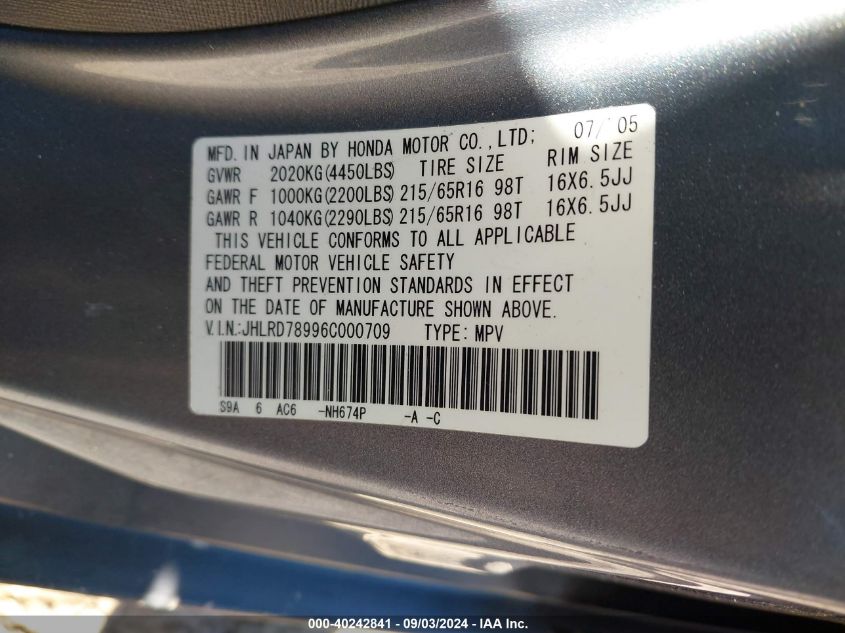 MFD. IN JAPAN BY HONDA MOTOR CO., LTD; 07/'05
GVWR 2020KG(4450LBS) TIRE SIZE RIM SIZE
GAWR F 1000KG(2200LBS) 215/65R16 98T 16X6.5JJ
GAWR R 1040KG(2290LBS) 215/65R16 98T 16X6.5JJ
THIS VEHICLE CONFORMS TO ALL APPLICABLE
FEDERAL MOTOR VEHICLE SAFETY
AND THEFT PREVENTION STANDARDS IN EFFECT
ON THE DATE OF MANUFACTURE SHOWN ABOVE.
V.I.N.:JHLRD78996C000709 TYPE: MPV
S9A 6 AC6 -NH674P -A -C
000-40242841 - 09/03/2024 - IAA Inc.